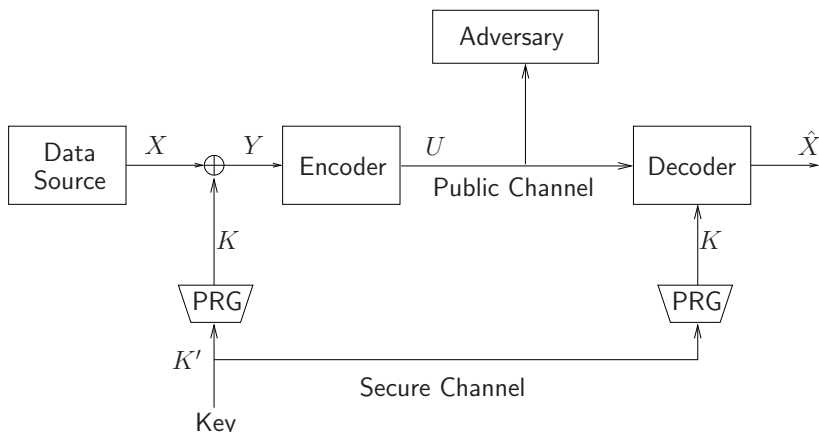 Adversary
Data
Source
X
Y
Encoder
U
Public Channel
Decoder
X̂
K
K
PRG
PRG
K′
Secure Channel
Key